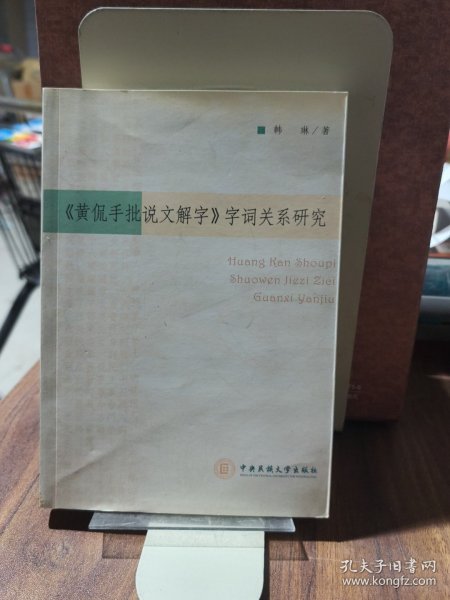 韩 琳/著
《黄侃手批说文解字》字词关系研究
Huang Kan Shoupi
Shuowen Jiezi Zici
Guanxi Yanjiu
中央民族大学出版社
孔夫子旧书网
www.kongfz.com